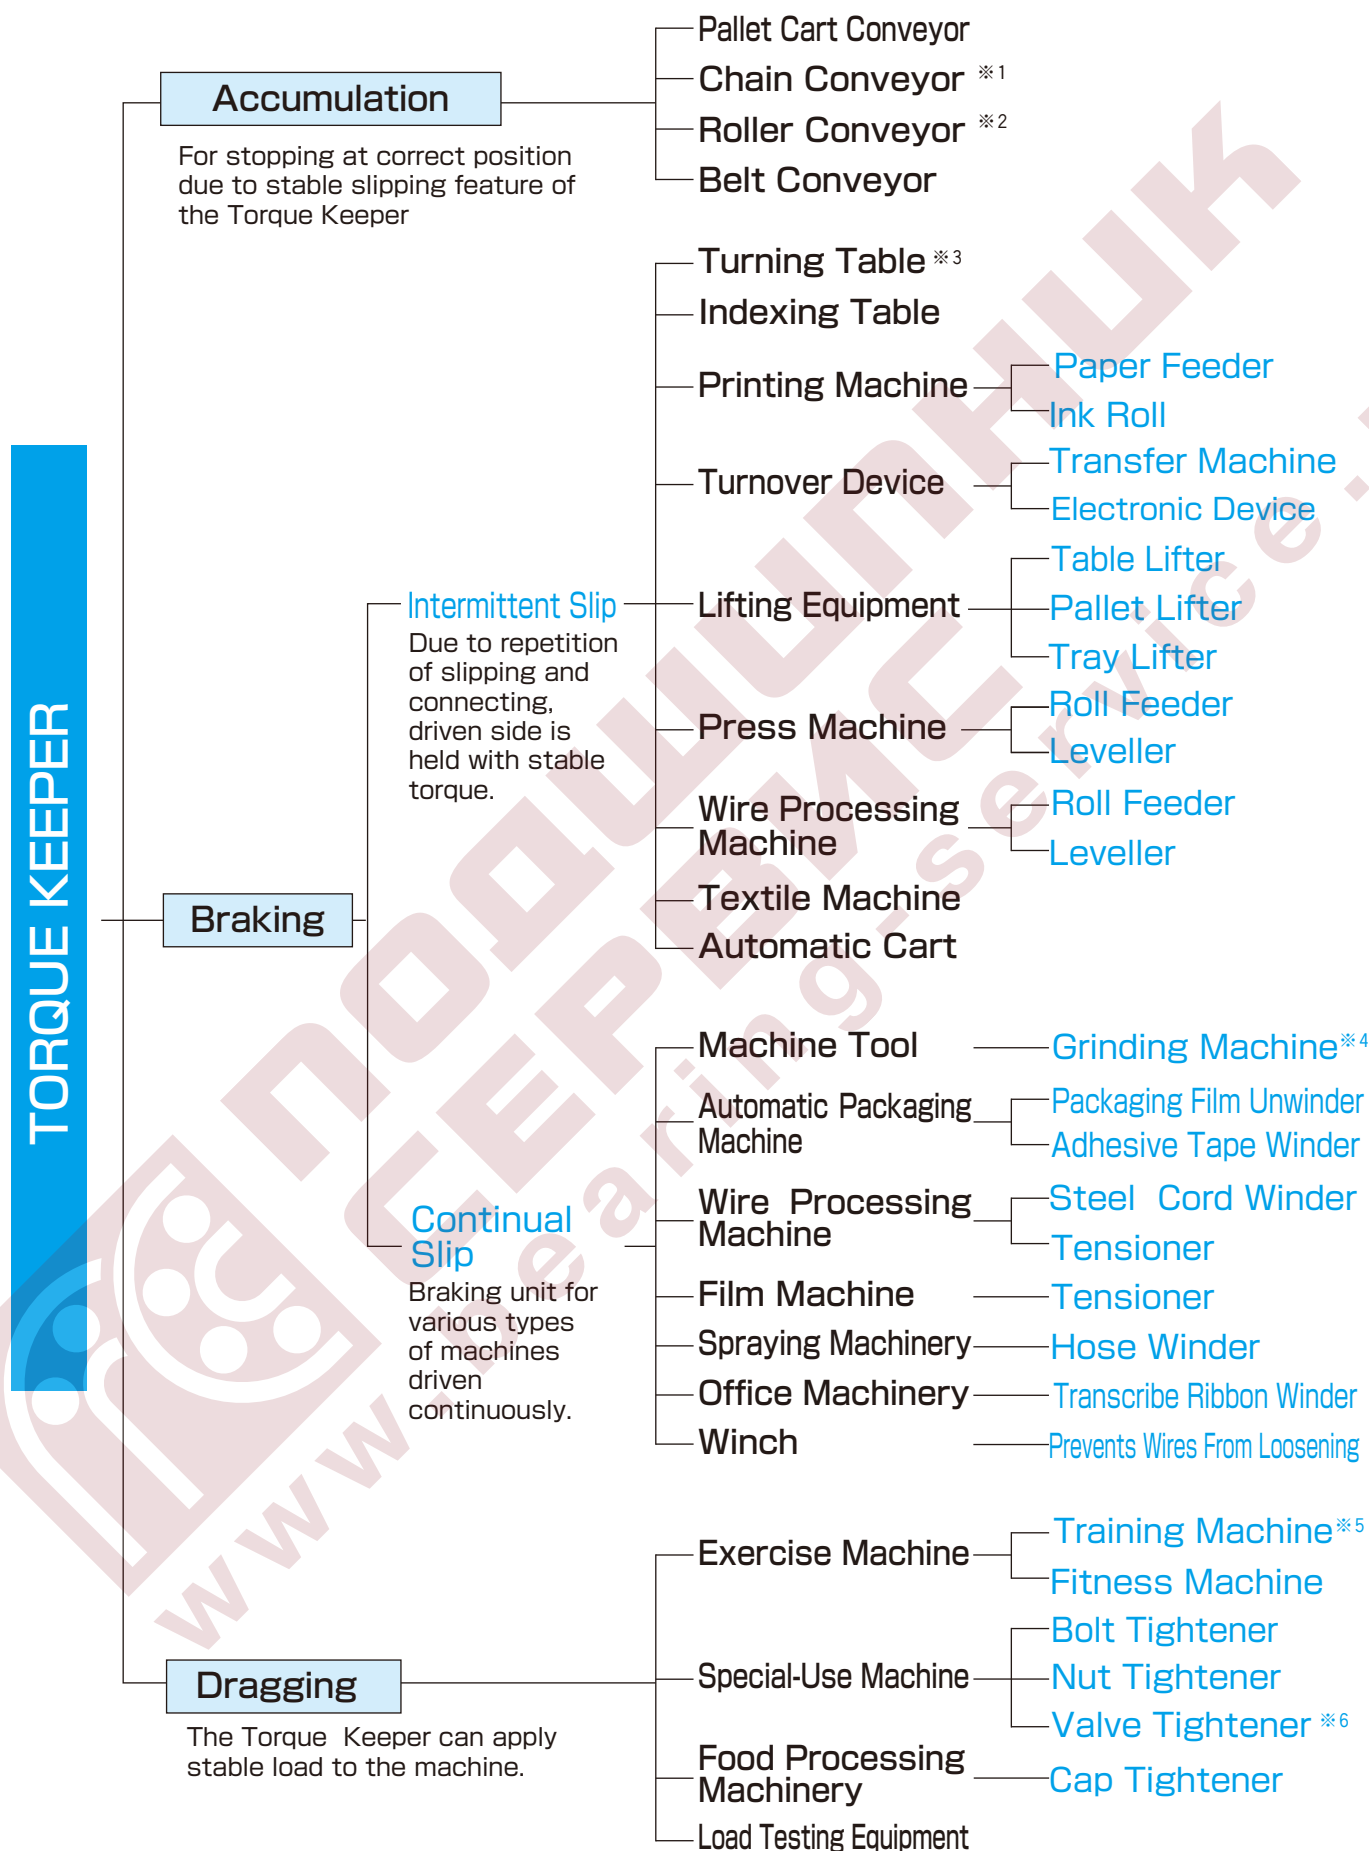 TORQUE KEEPER
Accumulation
For stopping at correct position
due to stable slipping feature of
the Torque Keeper
Pallet Cart Conveyor
Chain Conveyor ※1
Roller Conveyor ※2
Belt Conveyor
Braking
Intermittent Slip
Due to repetition
of slipping and
connecting,
driven side is
held with stable
torque.
Turning Table ※3
Indexing Table
Printing Machine
Paper Feeder
Ink Roll
Turnover Device
Transfer Machine
Electronic Device
Lifting Equipment
Table Lifter
Pallet Lifter
Tray Lifter
Press Machine
Roll Feeder
Leveller
Wire Processing
Machine
Roll Feeder
Leveller
Textile Machine
Automatic Cart
Continual
Slip
Braking unit for
various types
of machines
driven
continuously.
Machine Tool
Grinding Machine※4
Automatic Packaging
Machine
Packaging Film Unwinder
Adhesive Tape Winder
Wire Processing
Machine
Steel Cord Winder
Tensioner
Film Machine
Tensioner
Spraying Machinery
Hose Winder
Office Machinery
Transcribe Ribbon Winder
Winch
Prevents Wires From Loosening
Dragging
The Torque Keeper can apply
stable load to the machine.
Exercise Machine
Training Machine※5
Fitness Machine
Special-Use Machine
Bolt Tightener
Nut Tightener
Valve Tightener ※6
Food Processing
Machinery
Cap Tightener
Load Testing Equipment
ПОДШИПНИК
СЕРВИС
www.bearing-service.